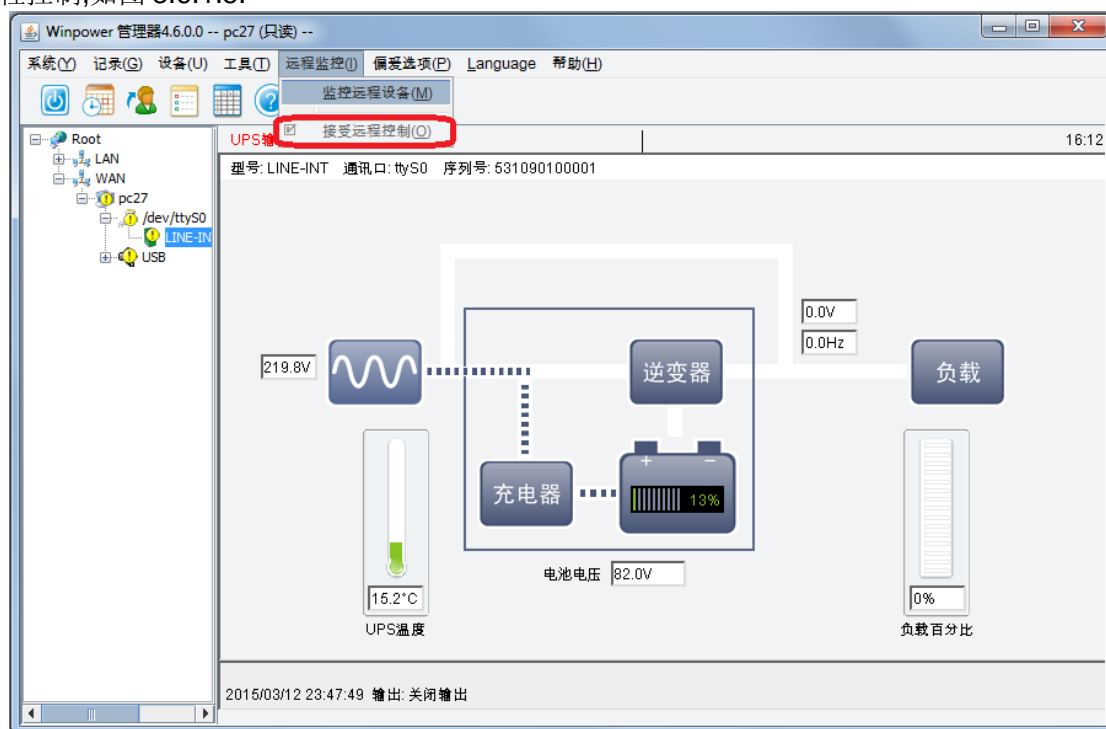 Winpower 管理器4.6.0.0 -- pc27 (只读) --
系统(Y) 记录(G) 设备(U) 工具(T) 远程监控(I) 偏爱选项(P) Language 帮助(H)
监控远程设备(M)
接受远程控制(O)
Root
LAN
WAN
pc27
/dev/ttyS0
LINE-IN
USB
UPS输
16:12
型号: LINE-INT 通讯口: ttyS0 序列号: 531090100001
0.0V
0.0Hz
219.8V
逆变器
负载
充电器
+ −
13%
电池电压 82.0V
15.2°C
UPS温度
0%
负载百分比
2015/03/12 23:47:49 输出: 关闭输出